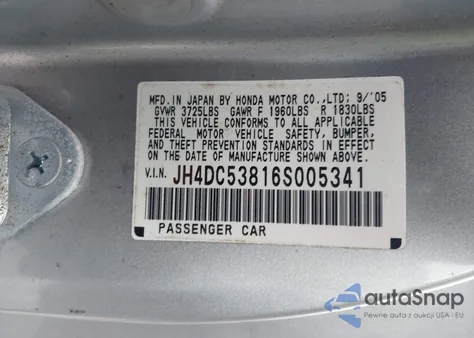 MFD.IN JAPAN BY HONDA MOTOR CO.,LTD; 9/'05
GVWR 3725LBS GAWR F 1960LBS R 1830LBS
THIS VEHICLE CONFORMS TO ALL APPLICABLE
FEDERAL MOTOR VEHICLE SAFETY, BUMPER,
AND THEFT PREVENTION STANDARDS IN EFFECT
ON THE DATE OF MANUFACTURE SHOWN ABOVE.
V.I.N. JH4DC53816S005341
PASSENGER CAR
autoSnap
Pewne auta z aukcji USA i EU